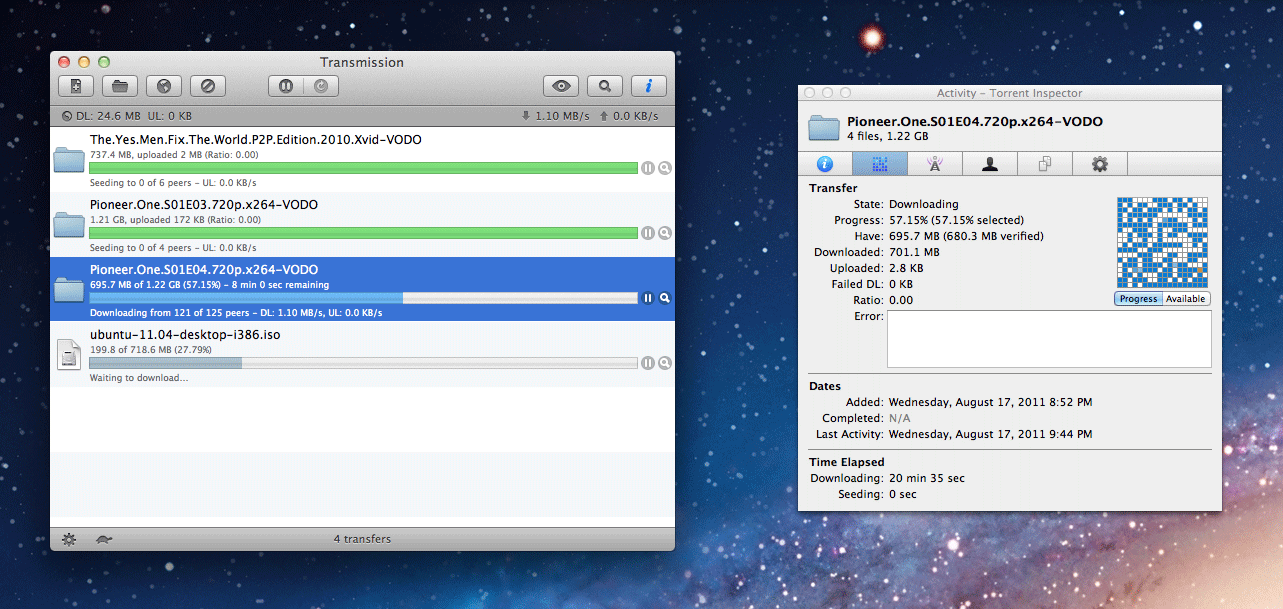 Transmission
DL: 24.6 MB UL: 0 KB
1.10 MB/s 0.0 KB/s
The.Yes.Men.Fix.The.World.P2P.Edition.2010.Xvid-VODO
737.4 MB, uploaded 2 MB (Ratio: 0.00)
Seeding to 0 of 6 peers - UL: 0.0 KB/s
Pioneer.One.S01E03.720p.x264-VODO
1.21 GB, uploaded 172 KB (Ratio: 0.00)
Seeding to 0 of 4 peers - UL: 0.0 KB/s
Pioneer.One.S01E04.720p.x264-VODO
695.7 MB of 1.22 GB (57.15%) - 8 min 0 sec remaining
Downloading from 121 of 125 peers - DL: 1.10 MB/s, UL: 0.0 KB/s
ubuntu-11.04-desktop-i386.iso
199.8 of 718.6 MB (27.79%)
Waiting to download...
4 transfers
Activity – Torrent Inspector
Pioneer.One.S01E04.720p.x264-VODO
4 files, 1.22 GB
Transfer
State: Downloading
Progress: 57.15% (57.15% selected)
Have: 695.7 MB (680.3 MB verified)
Downloaded: 701.1 MB
Uploaded: 2.8 KB
Failed DL: 0 KB
Ratio: 0.00
Progress Available
Error:
Dates
Added: Wednesday, August 17, 2011 8:52 PM
Completed: N/A
Last Activity: Wednesday, August 17, 2011 9:44 PM
Time Elapsed
Downloading: 20 min 35 sec
Seeding: 0 sec